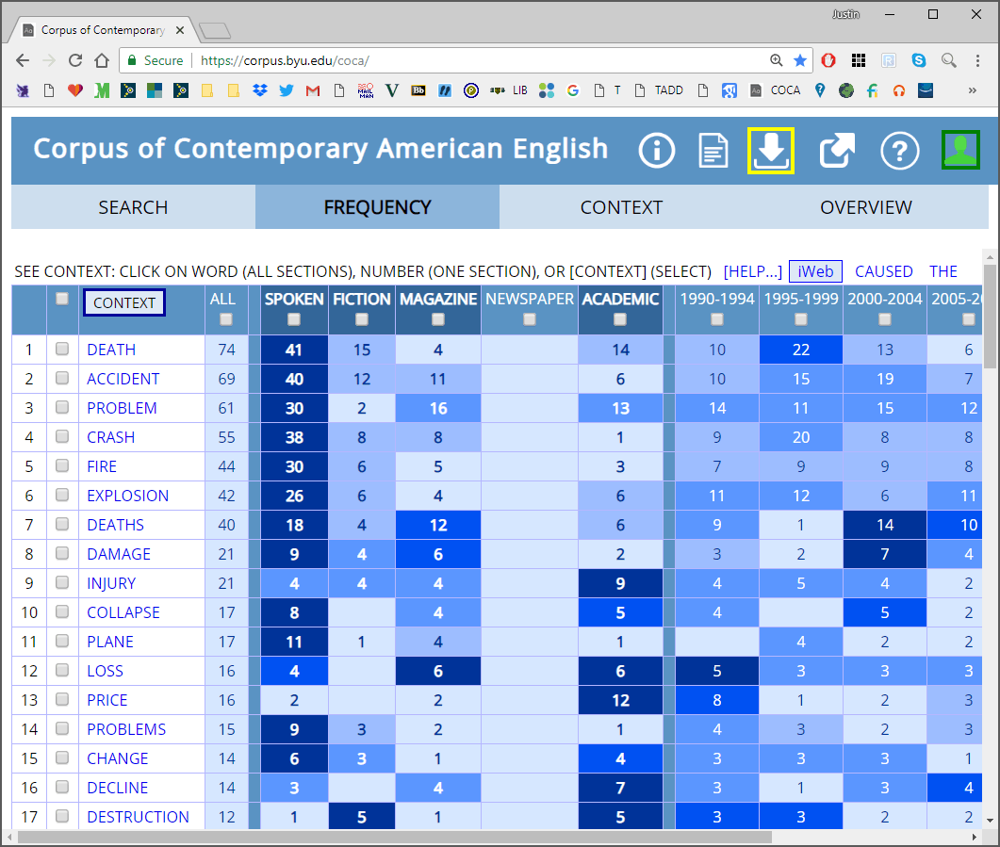 Justin
Corpus of Contemporary
Secure https://corpus.byu.edu/coca/
SEO MAIL MAN V Bb P LIB G T TADD COCA
Corpus of Contemporary American English
SEARCH FREQUENCY CONTEXT OVERVIEW
SEE CONTEXT: CLICK ON WORD (ALL SECTIONS), NUMBER (ONE SECTION), OR [CONTEXT] (SELECT) [HELP...] iWeb CAUSED THE
CONTEXT ALL SPOKEN FICTION MAGAZINE NEWSPAPER ACADEMIC 1990-1994 1995-1999 2000-2004 2005-20
1 DEATH 74 41 15 4 14 10 22 13 6
2 ACCIDENT 69 40 12 11 6 10 15 19 7
3 PROBLEM 61 30 2 16 13 14 11 15 12
4 CRASH 55 38 8 8 1 9 20 8 8
5 FIRE 44 30 6 5 3 7 9 9 8
6 EXPLOSION 42 26 6 4 6 11 12 6 11
7 DEATHS 40 18 4 12 6 9 1 14 10
8 DAMAGE 21 9 4 6 2 3 2 7 4
9 INJURY 21 4 4 4 9 4 5 4 2
10 COLLAPSE 17 8 4 5 4 5 2
11 PLANE 17 11 1 4 1 4 2 2
12 LOSS 16 4 6 6 5 3 3 3
13 PRICE 16 2 2 12 8 1 2 3
14 PROBLEMS 15 9 3 2 1 4 3 2 3
15 CHANGE 14 6 3 1 4 3 3 3 1
16 DECLINE 14 3 4 7 3 1 3 4
17 DESTRUCTION 12 1 5 1 5 3 3 2 2